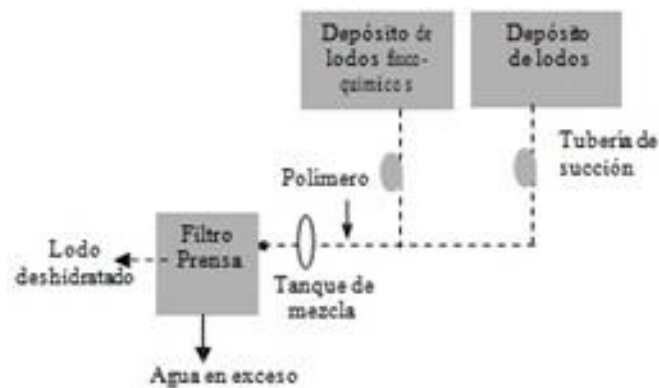 Depósito de
lodos físico-
químicos
Depósito
de lodos
Tubería de
succión
Polímero
Filtro
Prensa
Lodo
deshidratado
Tanque de
mezcla
Agua en exceso